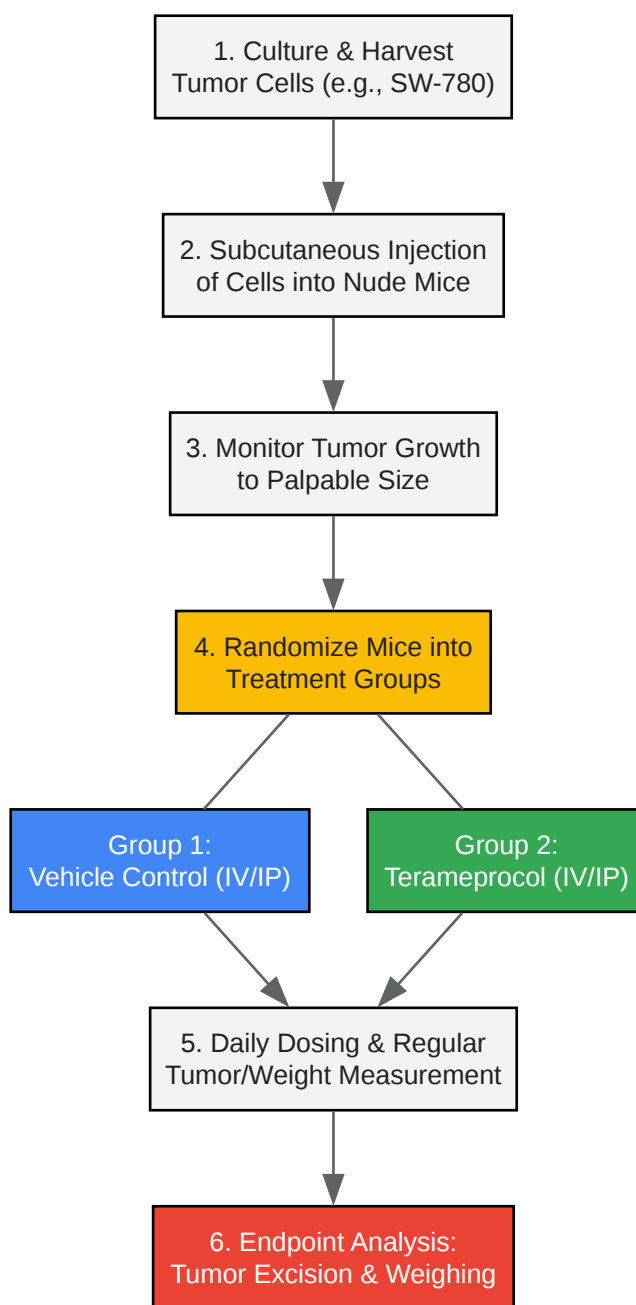 1. Culture & Harvest
Tumor Cells (e.g., SW-780)
2. Subcutaneous Injection
of Cells into Nude Mice
3. Monitor Tumor Growth
to Palpable Size
4. Randomize Mice into
Treatment Groups
Group 1:
Vehicle Control (IV/IP)
Group 2:
Terameprocol (IV/IP)
5. Daily Dosing & Regular
Tumor/Weight Measurement
6. Endpoint Analysis:
Tumor Excision & Weighing